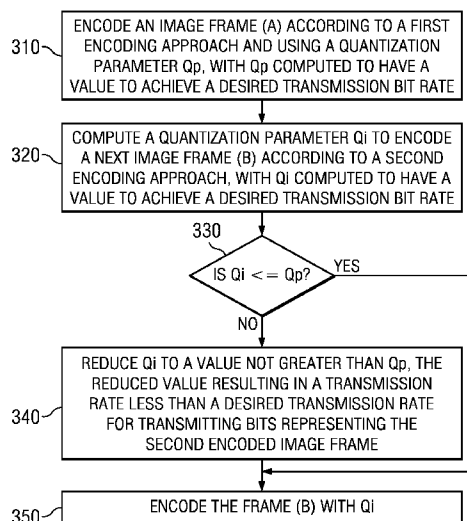 310
ENCODE AN IMAGE FRAME (A) ACCORDING TO A FIRST
ENCODING APPROACH AND USING A QUANTIZATION
PARAMETER Qp, WITH Qp COMPUTED TO HAVE A
VALUE TO ACHIEVE A DESIRED TRANSMISSION BIT RATE
320
COMPUTE A QUANTIZATION PARAMETER Qi TO ENCODE
A NEXT IMAGE FRAME (B) ACCORDING TO A SECOND
ENCODING APPROACH, WITH Qi COMPUTED TO HAVE A
VALUE TO ACHIEVE A DESIRED TRANSMISSION BIT RATE
330
IS Qi <= Qp?
YES
NO
340
REDUCE Qi TO A VALUE NOT GREATER THAN Qp, THE
REDUCED VALUE RESULTING IN A TRANSMISSION
RATE LESS THAN A DESIRED TRANSMISSION RATE
FOR TRANSMITTING BITS REPRESENTING THE
SECOND ENCODED IMAGE FRAME
350
ENCODE THE FRAME (B) WITH Qi